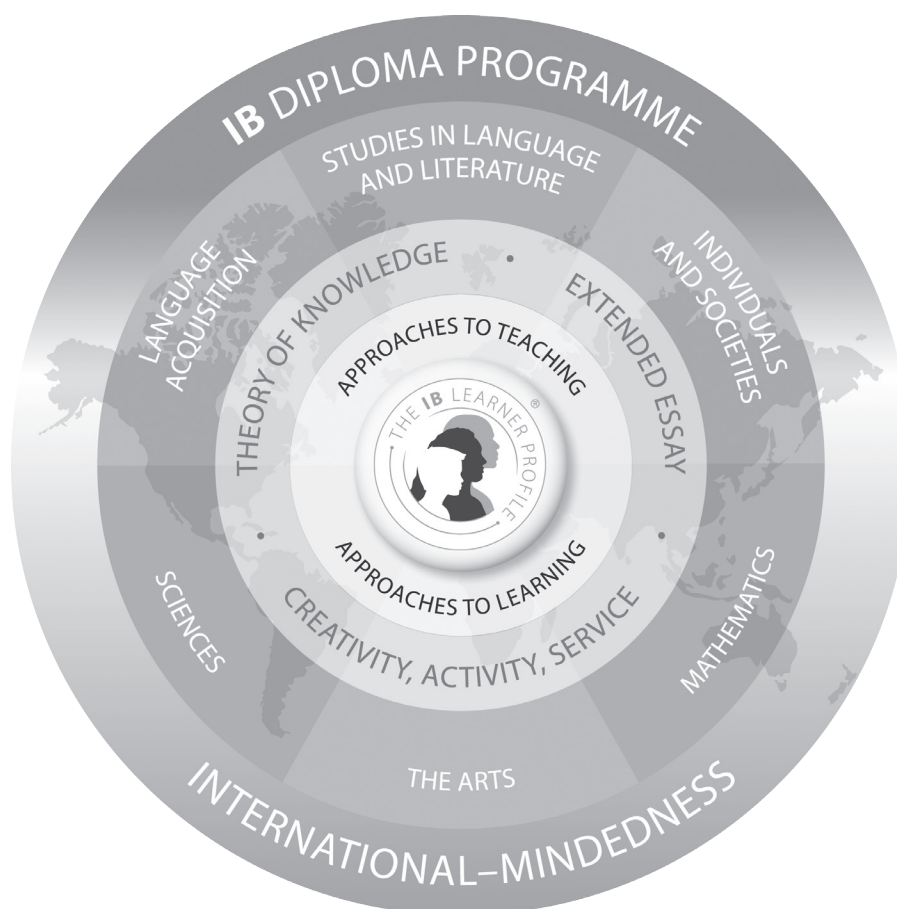 IB DIPLOMA PROGRAMME
STUDIES IN LANGUAGE
AND LITERATURE
LANGUAGE
ACQUISITION
INDIVIDUALS
AND SOCIETIES
THEORY OF KNOWLEDGE
EXTENDED ESSAY
APPROACHES TO TEACHING
THE IB LEARNER PROFILE
®
APPROACHES TO LEARNING
CREATIVITY, ACTIVITY, SERVICE
SCIENCES
MATHEMATICS
THE ARTS
INTERNATIONAL–MINDEDNESS